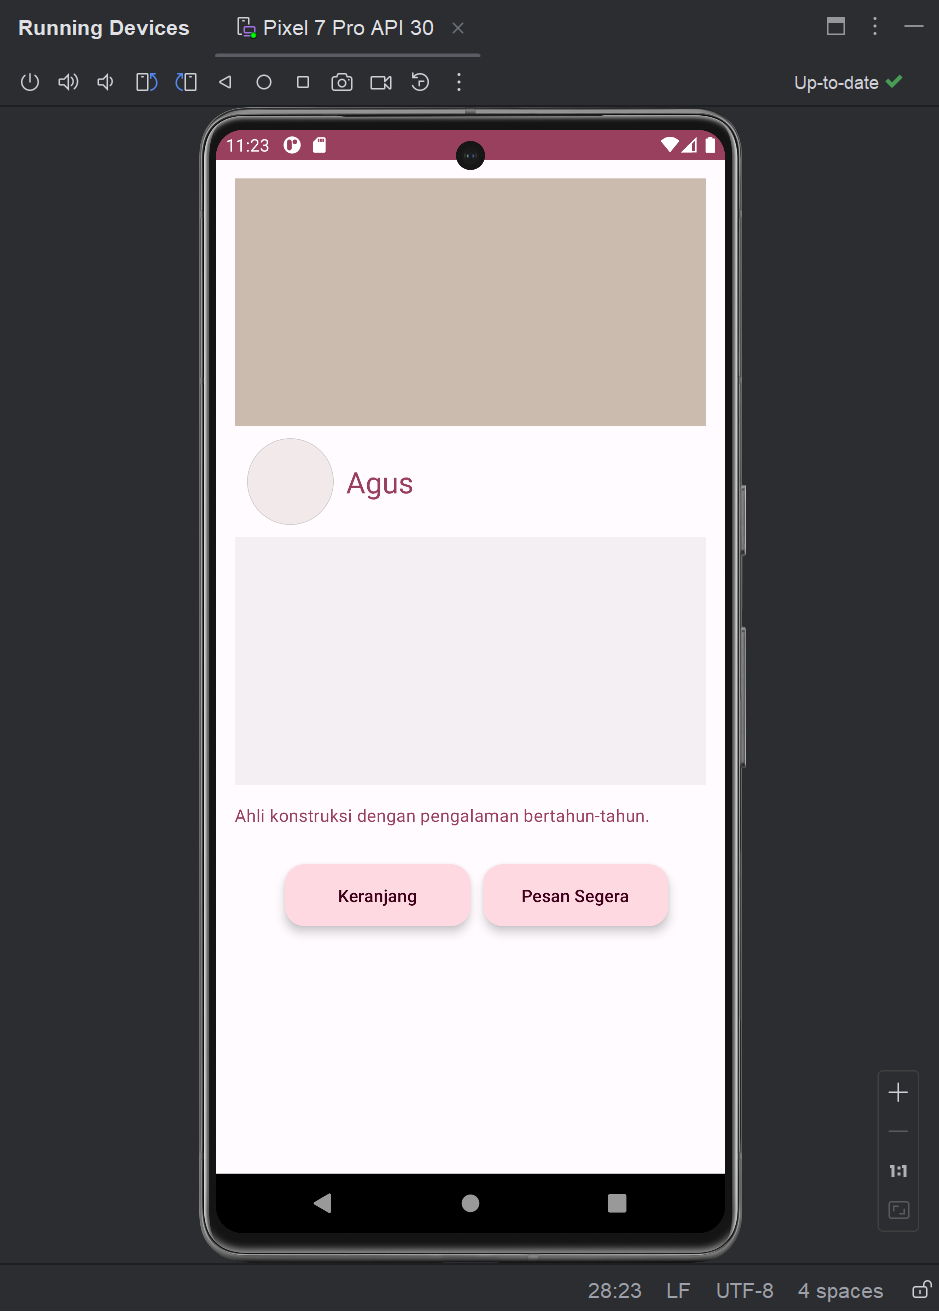 Running Devices Pixel 7 Pro API 30
Up-to-date
11:23
Agus
Ahli konstruksi dengan pengalaman bertahun-tahun.
Keranjang Pesan Segera
1:1
28:23 LF UTF-8 4 spaces